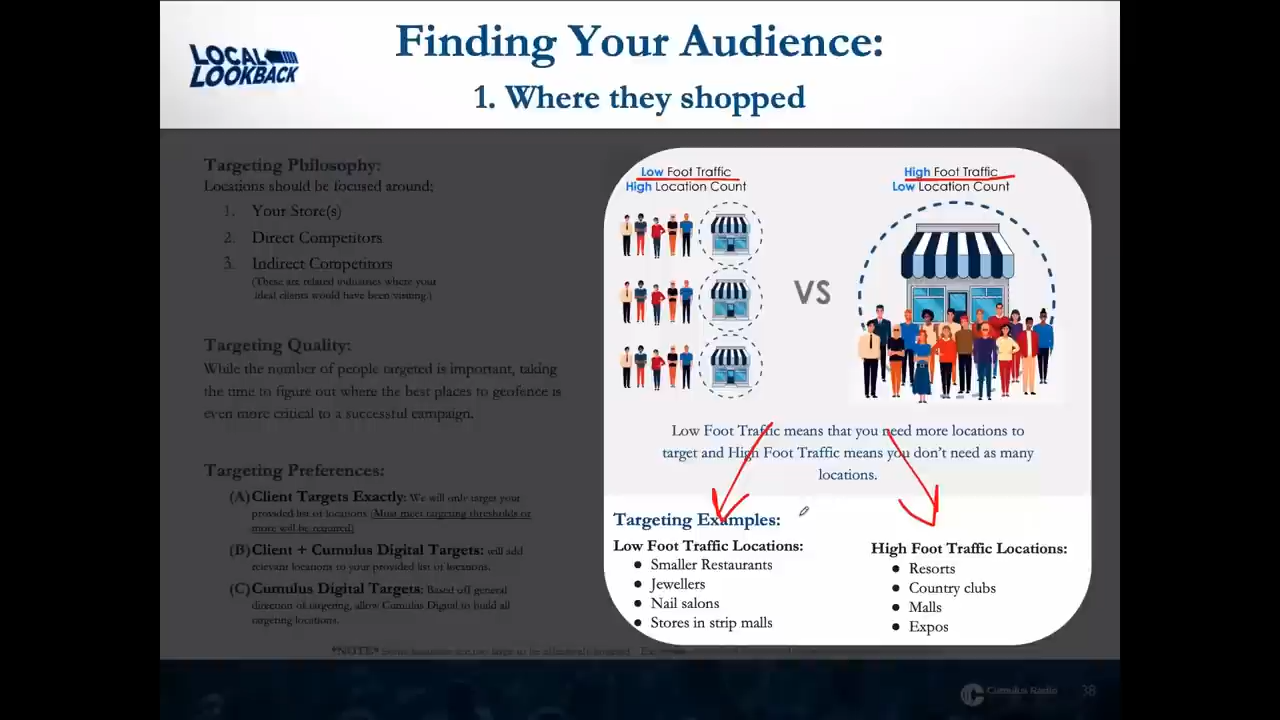 LOCAL
LOOKBACK
Finding Your Audience:
1. Where they shopped
Targeting Philosophy:
Locations should be focused around:
1. Your Store(s)
2. Direct Competitors
3. Indirect Competitors
(These are related industries where your
ideal clients would have been visiting.)
Targeting Quality:
While the number of people targeted is important, taking
the time to figure out where the best places to geofence is
even more critical to a successful campaign.
Targeting Preferences:
(A) Client Targets Exactly: We will only target your
provided list of locations (Must meet targeting thresholds or
more will be required)
(B) Client + Cumulus Digital Targets: will add
relevant locations to your provided list of locations.
(C) Cumulus Digital Targets: Based off general
direction of targeting, allow Cumulus Digital to build all
targeting locations.
Low Foot Traffic
High Location Count
VS
High Foot Traffic
Low Location Count
Low Foot Traffic means that you need more locations to
target and High Foot Traffic means you don't need as many
locations.
Targeting Examples:
Low Foot Traffic Locations:
● Smaller Restaurants
● Jewellers
● Nail salons
● Stores in strip malls
High Foot Traffic Locations:
● Resorts
● Country clubs
● Malls
● Expos
*NOTE*
Cumulus Radio
38